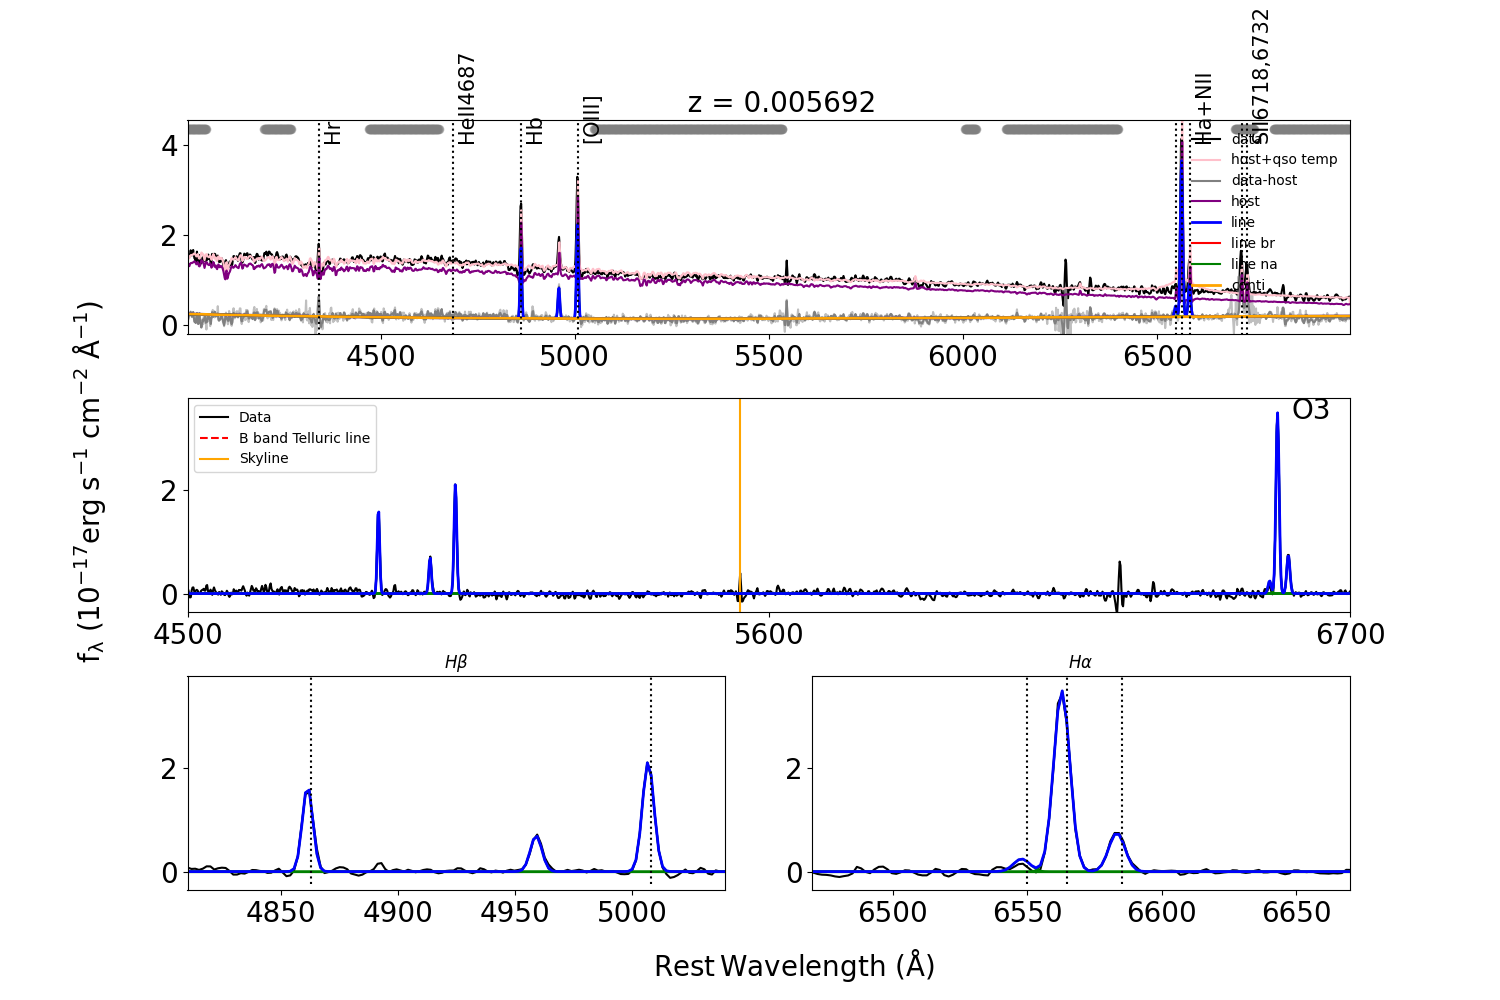 z = 0.005692
Hr
HeII4687
Hb
[OIII]
Ha+NII
SII6718,6732
data
host+qso temp
data-host
host
line
line br
line na
conti
4
2
0
4500 5000 5500 6000 6500
Data
B band Telluric line
Skyline
O3
2
0
4500 5600 6700
fλ (10⁻¹⁷erg s⁻¹ cm⁻² Å⁻¹)
Hβ
2
0
4850 4900 4950 5000
Hα
2
0
6500 6550 6600 6650
Rest Wavelength (Å)